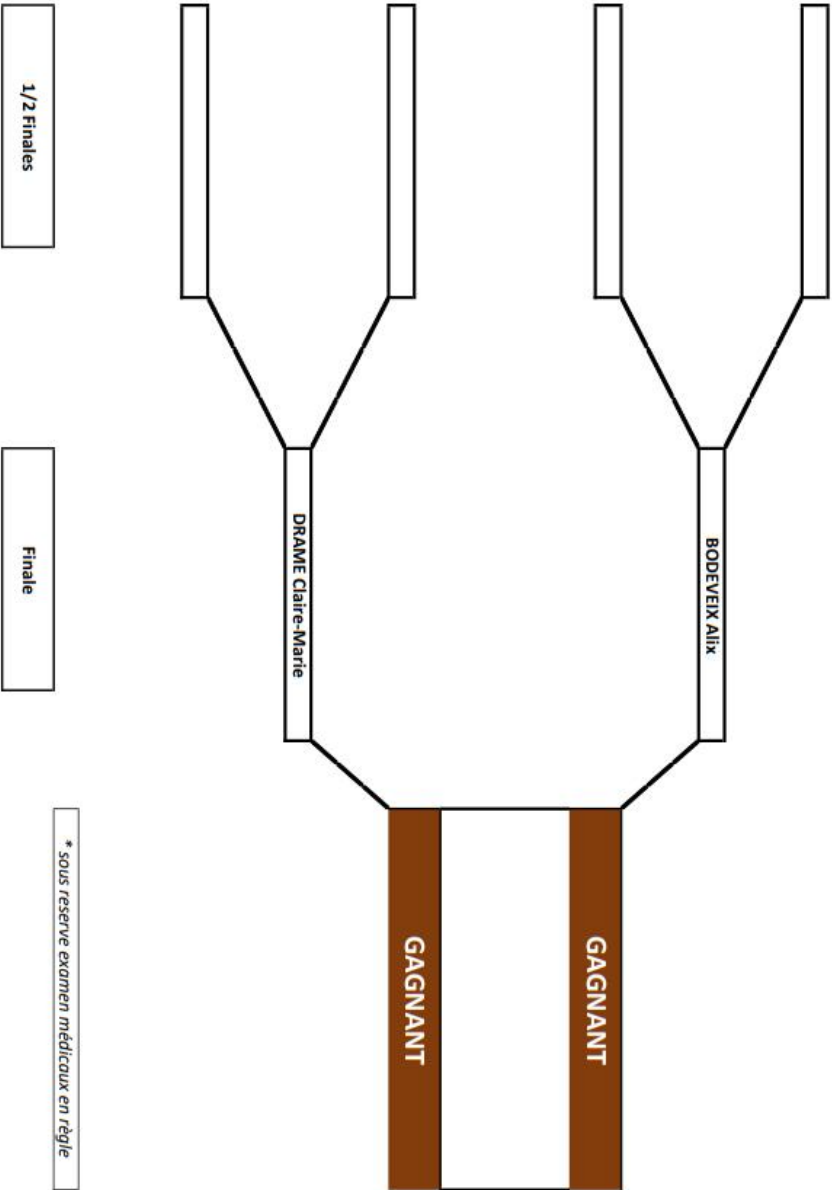 BODEVEIX Alix
GAGNANT
GAGNANT
DRAME Claire-Marie
* sous reserve examen médicaux en règle
1/2 Finales
Finale